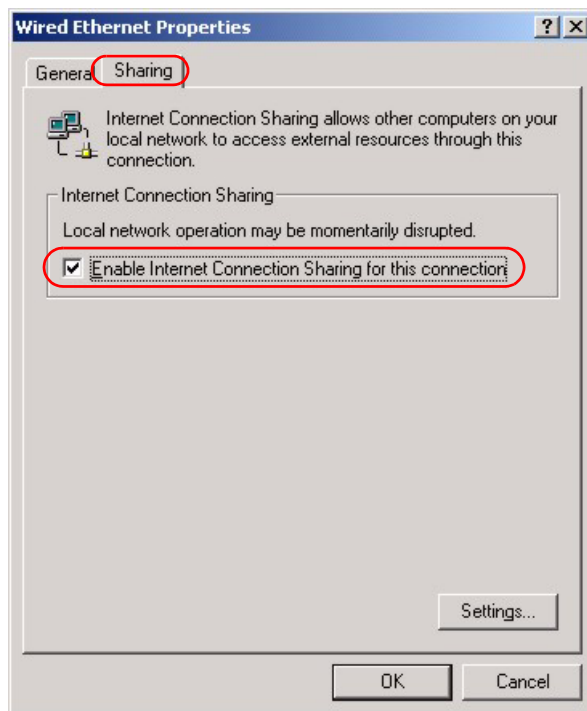 Wired Ethernet Properties
General
Sharing
Internet Connection Sharing allows other computers on your
local network to access external resources through this
connection.
Internet Connection Sharing
Local network operation may be momentarily disrupted.
Enable Internet Connection Sharing for this connection
Settings...
OK
Cancel